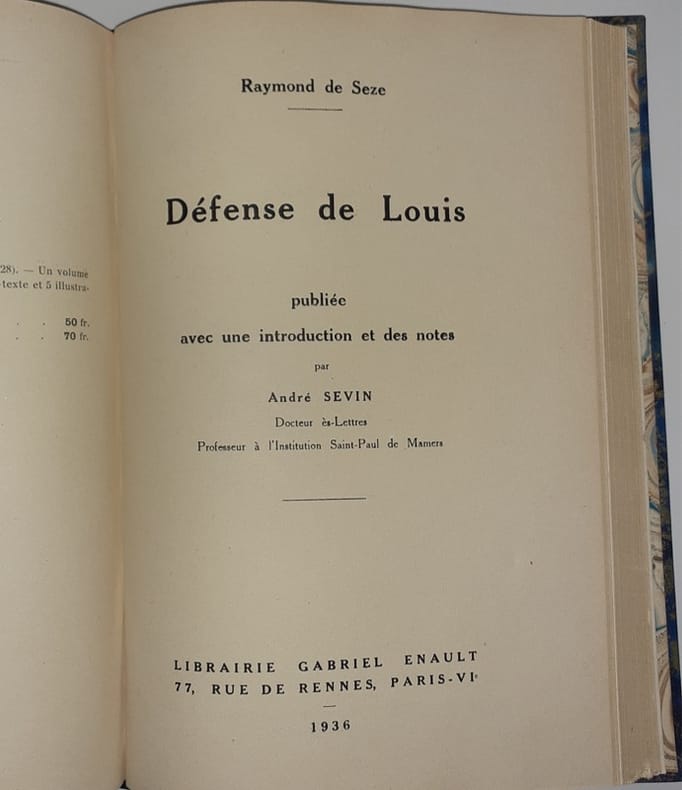 28). — Un volume
texte et 5 illustra-
. . 50 fr.
. . 70 fr.
Raymond de Seze
Défense de Louis
publiée
avec une introduction et des notes
par
André SEVIN
Docteur ès-Lettres
Professeur à l'Institution Saint-Paul de Mamers
LIBRAIRIE GABRIEL ENAULT
77, RUE DE RENNES, PARIS-VIᵉ
1936